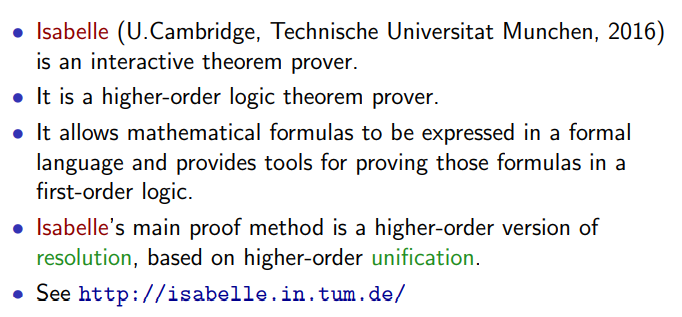 • Isabelle (U.Cambridge, Technische Universitat Munchen, 2016)
is an interactive theorem prover.
• It is a higher-order logic theorem prover.
• It allows mathematical formulas to be expressed in a formal
language and provides tools for proving those formulas in a
first-order logic.
• Isabelle's main proof method is a higher-order version of
resolution, based on higher-order unification.
• See http://isabelle.in.tum.de/